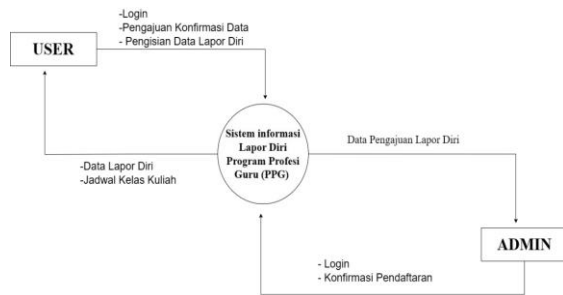 -Login
-Pengajuan Konfirmasi Data
- Pengisian Data Lapor Diri
USER
Sistem informasi
Lapor Diri
Program Profesi
Guru (PPG)
Data Pengajuan Lapor Diri
-Data Lapor Diri
-Jadwal Kelas Kuliah
ADMIN
- Login
- Konfirmasi Pendaftaran